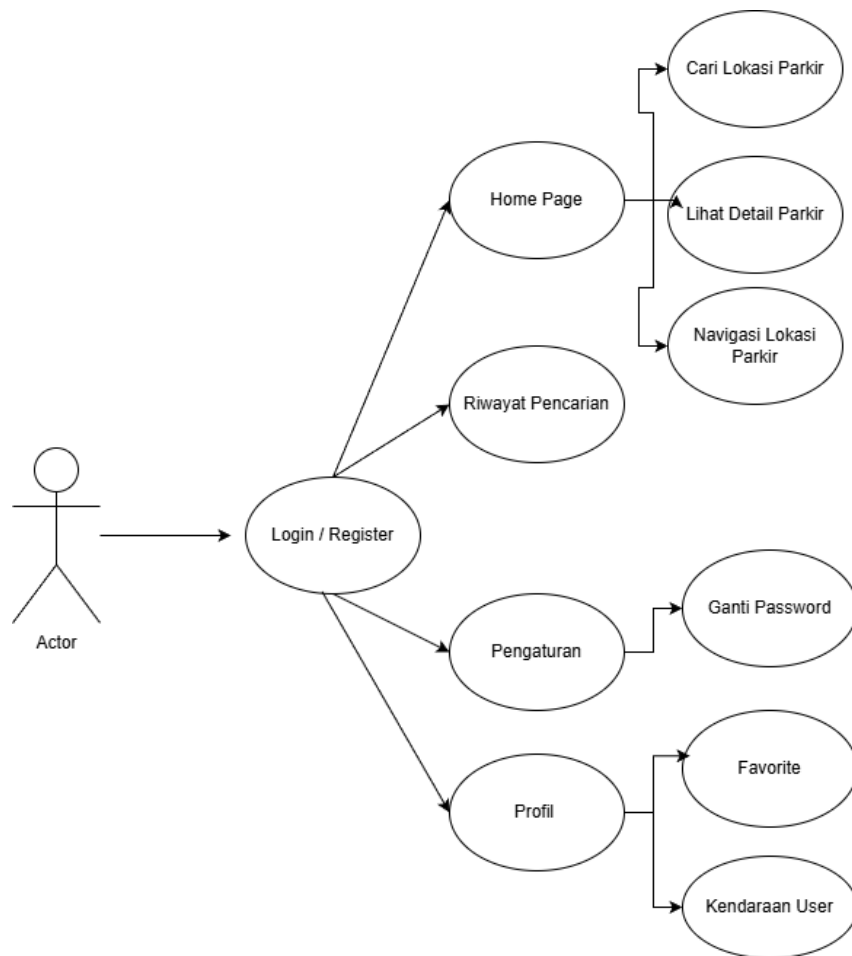 Cari Lokasi Parkir
Home Page
Lihat Detail Parkir
Navigasi Lokasi
Parkir
Riwayat Pencarian
Login / Register
Actor
Ganti Password
Pengaturan
Favorite
Profil
Kendaraan User